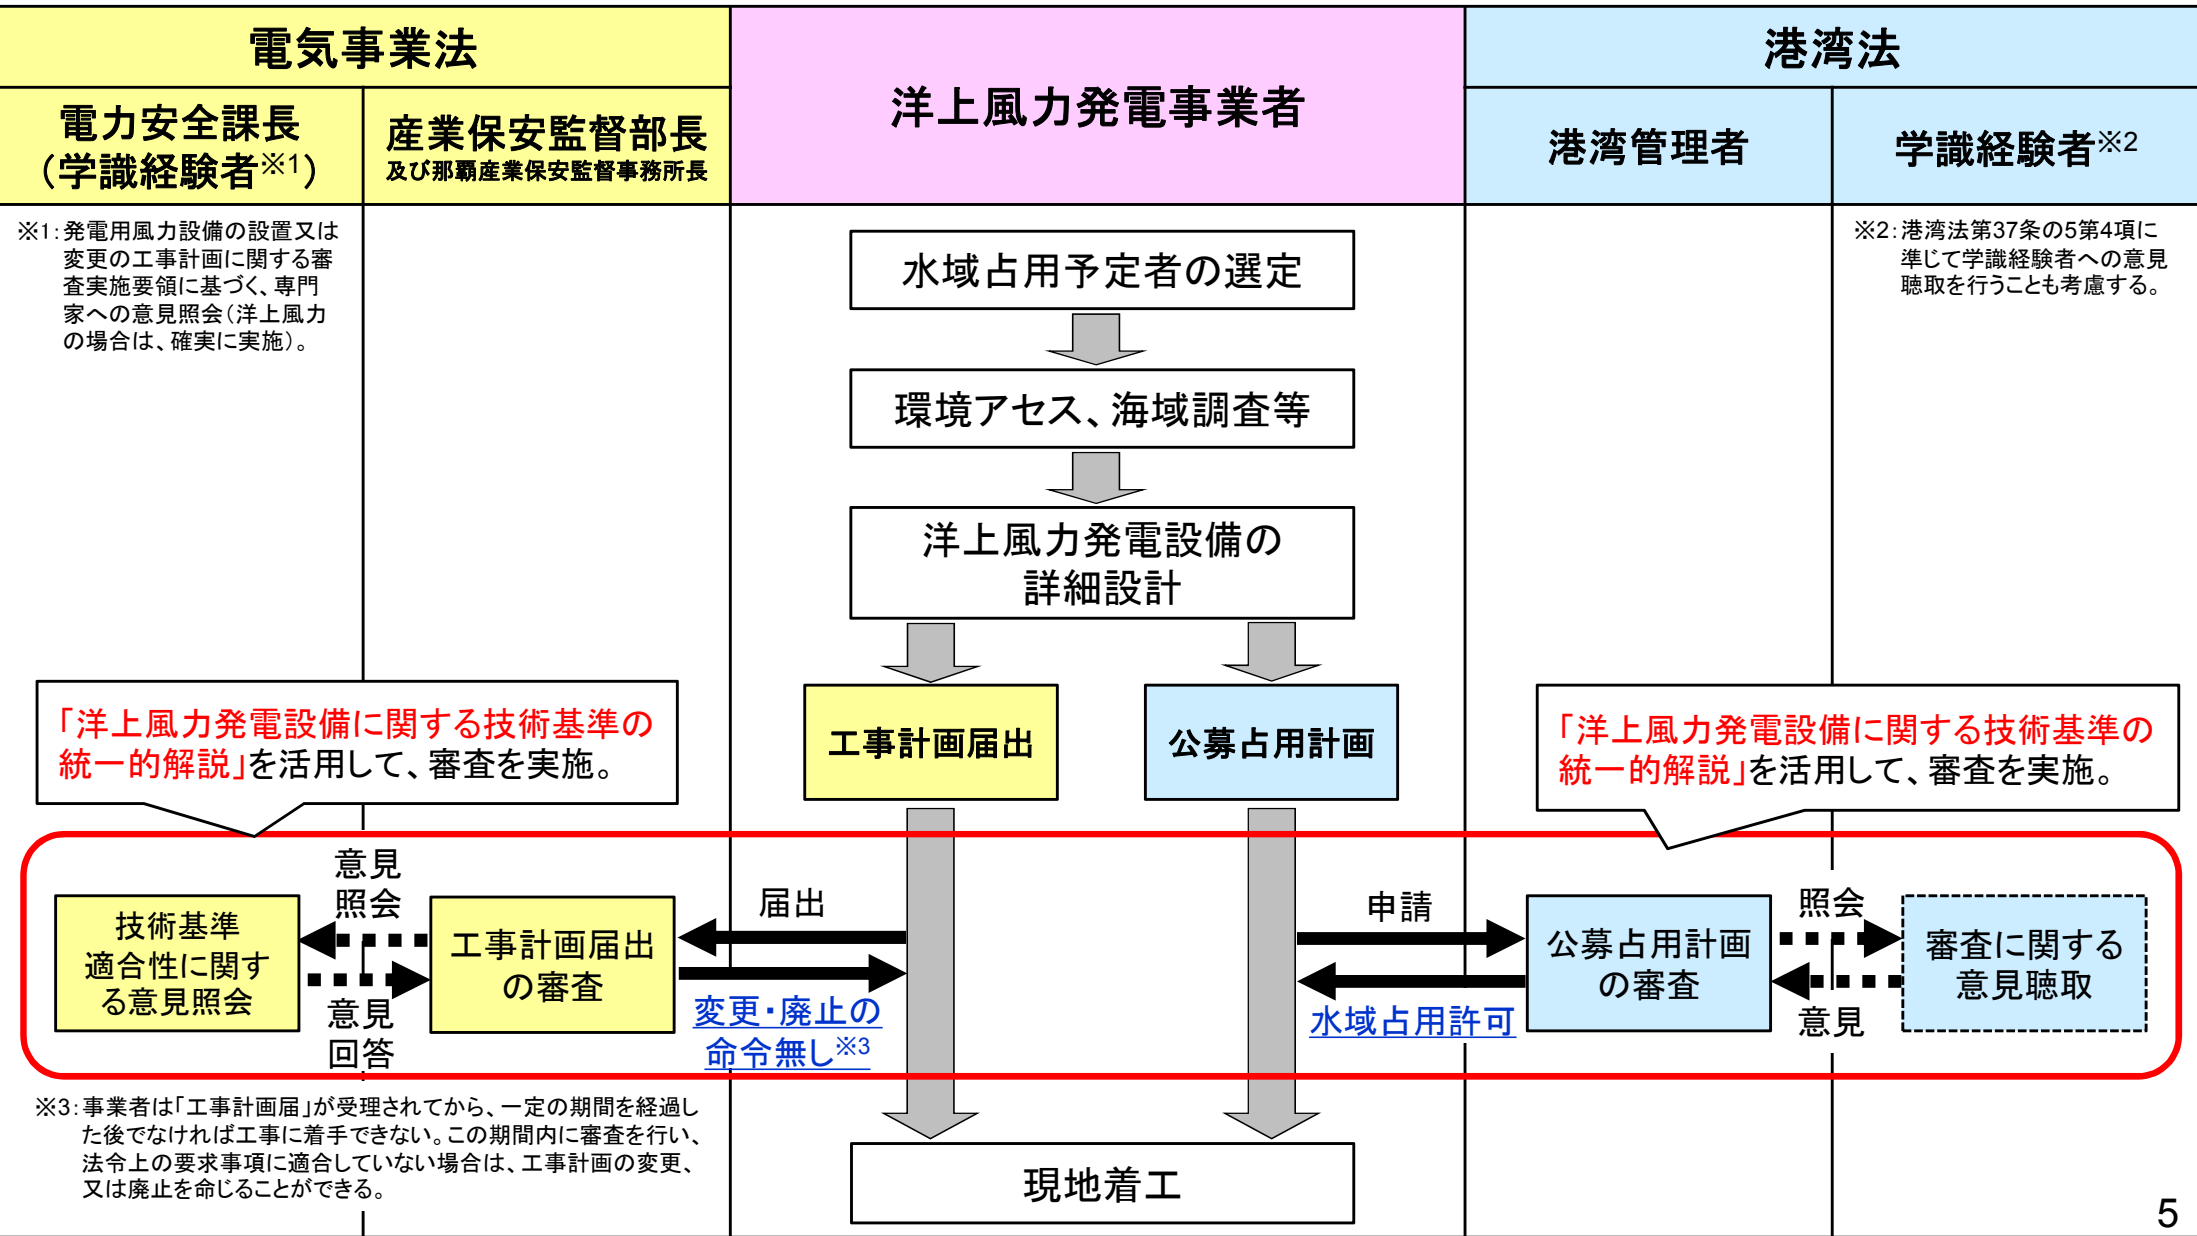 電気事業法
洋上風力発電事業者
港湾法
電力安全課長
（学識経験者※1）
産業保安監督部長
及び那覇産業保安監督事務所長
港湾管理者
学識経験者※2
※1：発電用風力設備の設置又は
変更の工事計画に関する審
査実施要領に基づく、専門
家への意見照会（洋上風力
の場合は、確実に実施）。
※2：港湾法第37条の5第4項に
準じて学識経験者への意見
聴取を行うことも考慮する。
水域占用予定者の選定
環境アセス、海域調査等
洋上風力発電設備の
詳細設計
「洋上風力発電設備に関する技術基準の
統一的解説」を活用して、審査を実施。
工事計画届出
公募占用計画
「洋上風力発電設備に関する技術基準の
統一的解説」を活用して、審査を実施。
技術基準
適合性に関す
る意見照会
意見
照会
意見
回答
工事計画届出
の審査
届出
変更・廃止の
命令無し※3
申請
水域占用許可
公募占用計画
の審査
照会
意見
審査に関する
意見聴取
※3：事業者は「工事計画届」が受理されてから、一定の期間を経過し
た後でなければ工事に着手できない。この期間内に審査を行い、
法令上の要求事項に適合していない場合は、工事計画の変更、
又は廃止を命じることができる。
現地着工
5